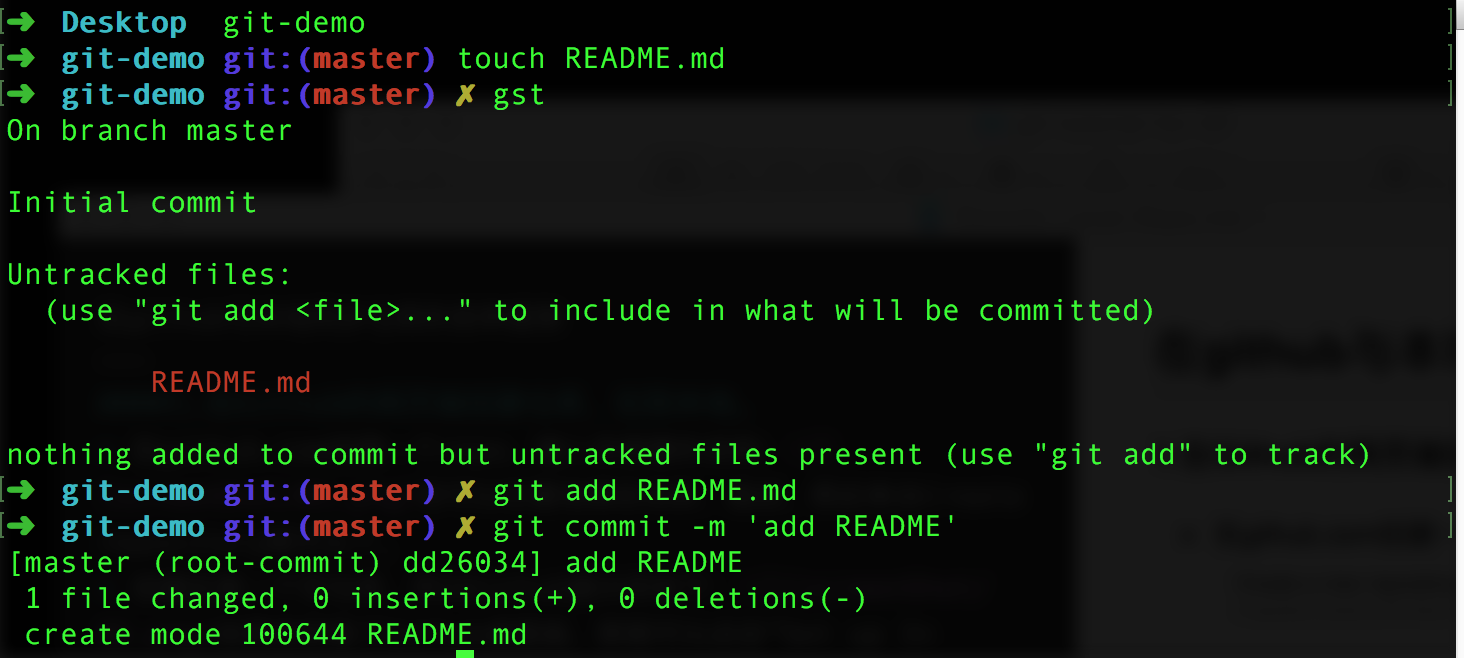 ➜ Desktop git-demo
➜ git-demo git:(master) touch README.md
➜ git-demo git:(master) ✗ gst
On branch master
Initial commit
Untracked files:
(use "git add <file>..." to include in what will be committed)
README.md
nothing added to commit but untracked files present (use "git add" to track)
➜ git-demo git:(master) ✗ git add README.md
➜ git-demo git:(master) ✗ git commit -m 'add README'
[master (root-commit) dd26034] add README
1 file changed, 0 insertions(+), 0 deletions(-)
create mode 100644 README.md